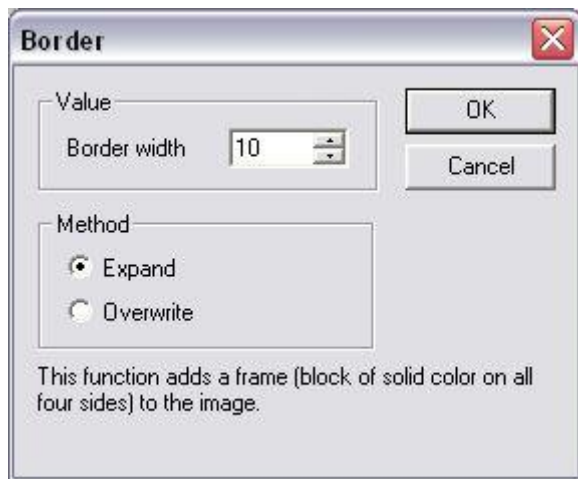 Border
Value
Border width 10
OK
Cancel
Method
Expand
Overwrite
This function adds a frame (block of solid color on all
four sides) to the image.